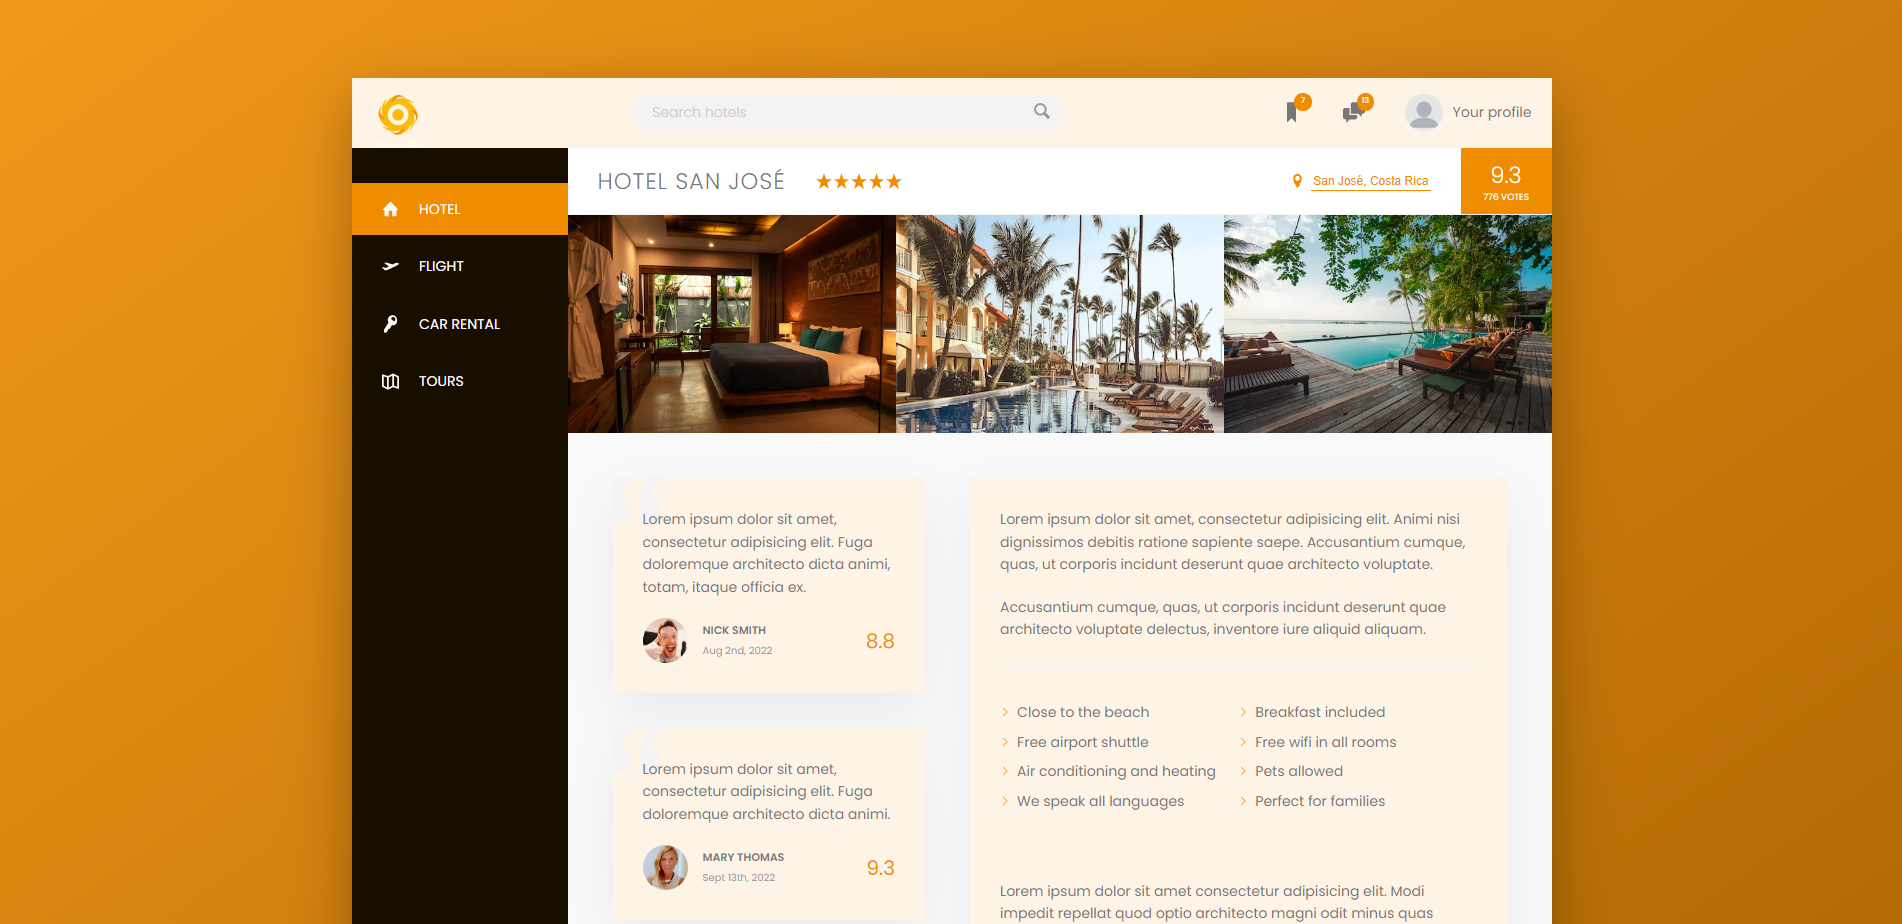 Search hotels
7
13
Your profile
HOTEL SAN JOSÉ
San José, Costa Rica
9.3
776 VOTES
HOTEL
FLIGHT
CAR RENTAL
TOURS
Lorem ipsum dolor sit amet,
consectetur adipisicing elit. Fuga
doloremque architecto dicta animi,
totam, itaque officia ex.
NICK SMITH
Aug 2nd, 2022
8.8
Lorem ipsum dolor sit amet,
consectetur adipisicing elit. Fuga
doloremque architecto dicta animi.
MARY THOMAS
Sept 13th, 2022
9.3
Lorem ipsum dolor sit amet, consectetur adipisicing elit. Animi nisi
dignissimos debitis ratione sapiente saepe. Accusantium cumque,
quas, ut corporis incidunt deserunt quae architecto voluptate.
Accusantium cumque, quas, ut corporis incidunt deserunt quae
architecto voluptate delectus, inventore iure aliquid aliquam.
Close to the beach
Breakfast included
Free airport shuttle
Free wifi in all rooms
Air conditioning and heating
Pets allowed
We speak all languages
Perfect for families
Lorem ipsum dolor sit amet consectetur adipisicing elit. Modi
impedit repellat quod optio architecto magni odit minus quas